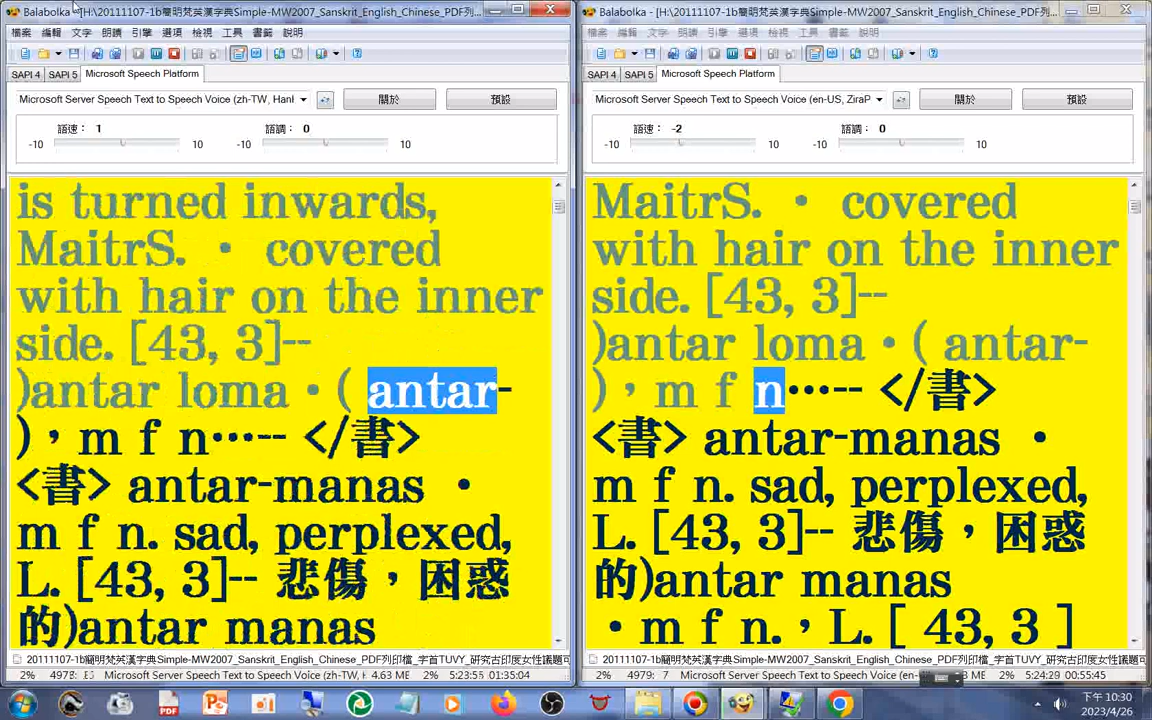 Balabolka - [H:\20111107-1b簡明梵英漢字典Simple-MW2007_Sanskrit_English_Chinese_PDF列印檔_字首TUVY_研究...
檔案 編輯 文字 朗讀 引擎 選項 檢視 工具 書籤 說明
SAPI 4 SAPI 5 Microsoft Speech Platform
Microsoft Server Speech Text to Speech Voice (zh-TW, HanH 關於 預設
語速： 1 語調： 0
-10 10 -10 10
is turned inwards,
MaitrS. • covered
with hair on the inner
side. [43, 3]--
)antar loma•( antar-
)，m f n…-- </書>
<書> antar-manas •
m f n. sad, perplexed,
L. [43, 3]-- 悲傷，困惑
的)antar manas
20111107-1b簡明梵英漢字典Simple-MW2007_Sanskrit_English_Chinese_PDF列印檔_字首TUVY_研究古印度女性議題可
2% Microsoft Server Speech Text to Speech Voice (zh-TW, H 4.63 ME 2% 5:23:55 01:35:04
Balabolka - [H:\20111107-1b簡明梵英漢字典Simple-MW2007_Sanskrit_English_Chinese_PDF列...
檔案 編輯 文字 朗讀 引擎 選項 檢視 工具 書籤 說明
SAPI 4 SAPI 5 Microsoft Speech Platform
Microsoft Server Speech Text to Speech Voice (en-US, ZiraP 關於 預設
語速： -2 語調： 0
-10 10 -10 10
MaitrS. • covered
with hair on the inner
side. [43, 3]--
)antar loma•( antar-
)，m f n…-- </書>
<書> antar-manas •
m f n. sad, perplexed,
L. [43, 3]-- 悲傷，困惑
的)antar manas
•m f n.，L. [ 43, 3 ]
20111107-1b簡明梵英漢字典Simple-MW2007_Sanskrit_English_Chinese_PDF列印檔_字首TUVY_研究古印度女性議題可
2% 4979: 7 Microsoft Server Speech Text to Speech Voice (en-US, 2% 5:24:29 00:55:45
下午 10:30
2023/4/26